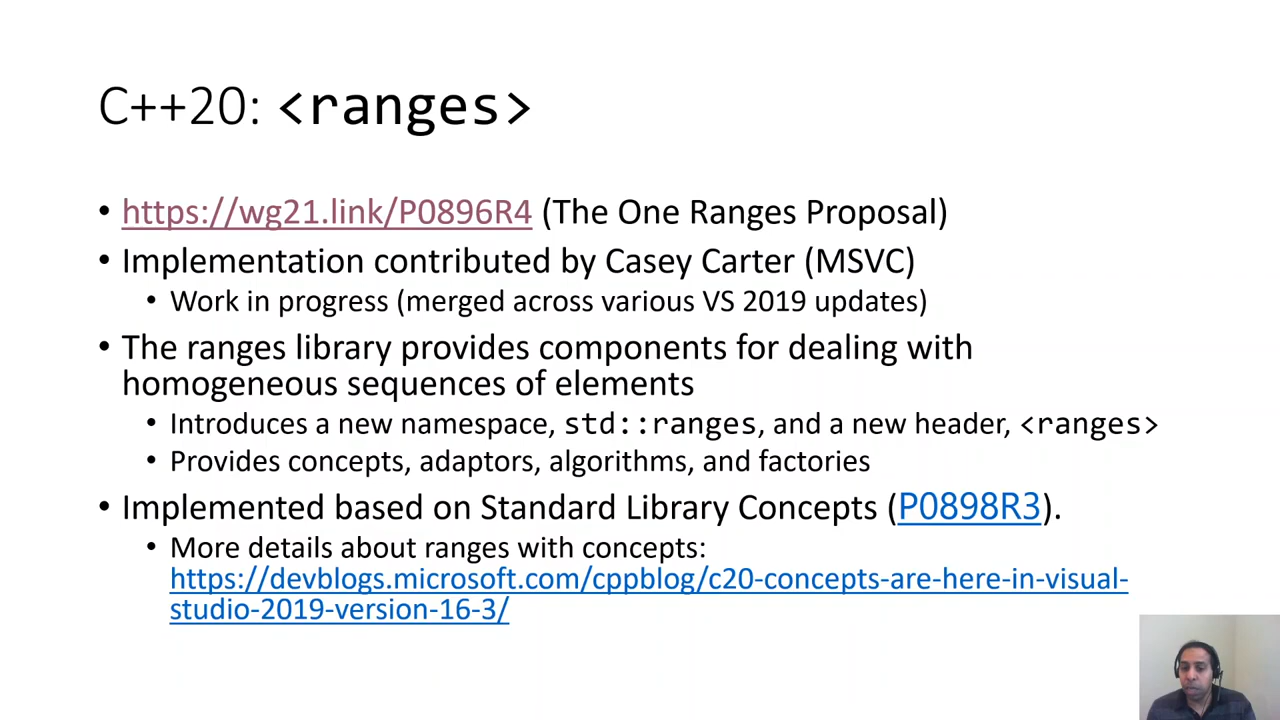 C++20: <ranges>
• https://wg21.link/P0896R4 (The One Ranges Proposal)
• Implementation contributed by Casey Carter (MSVC)
• Work in progress (merged across various VS 2019 updates)
• The ranges library provides components for dealing with
homogeneous sequences of elements
• Introduces a new namespace, std::ranges, and a new header, <ranges>
• Provides concepts, adaptors, algorithms, and factories
• Implemented based on Standard Library Concepts (P0898R3).
• More details about ranges with concepts:
https://devblogs.microsoft.com/cppblog/c20-concepts-are-here-in-visual-
studio-2019-version-16-3/